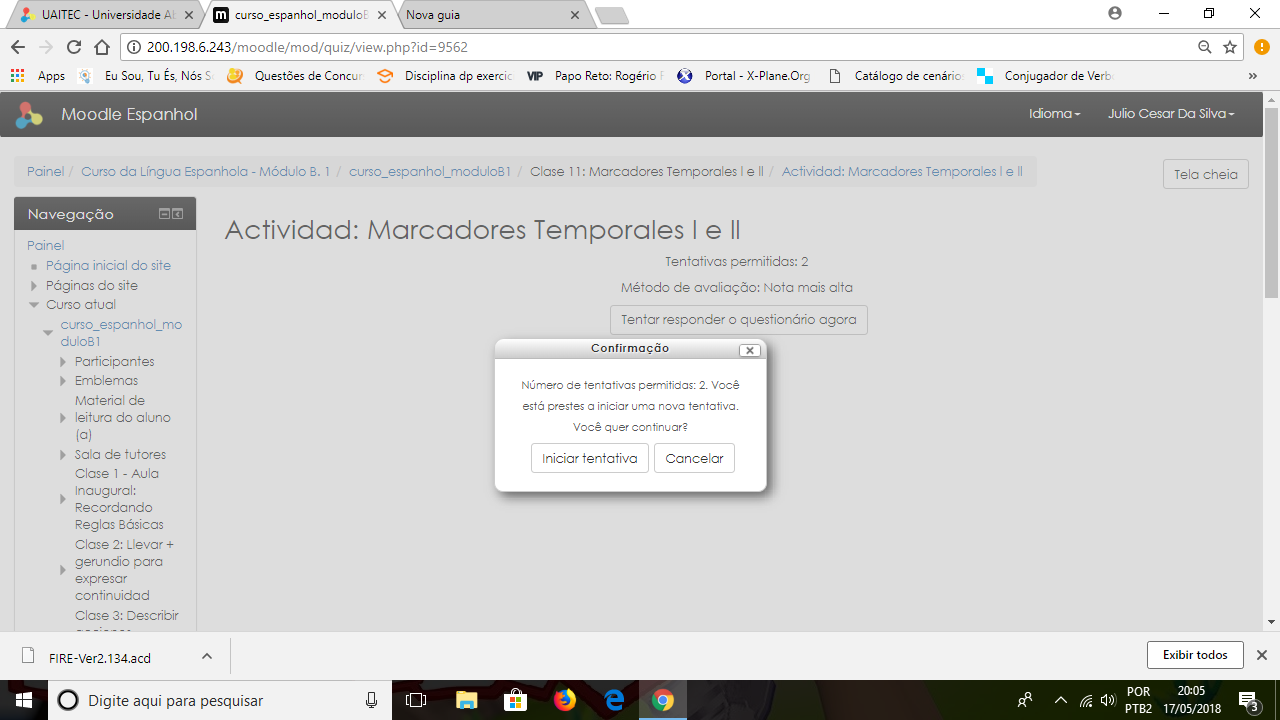 UAITEC - Universidade Ab
curso_espanhol_moduloB
Nova guia
200.198.6.243/moodle/mod/quiz/view.php?id=9562
Apps
Eu Sou, Tu És, Nós S
Questões de Concur
Disciplina dp exercic
VIP
Papo Reto: Rogério F
Portal - X-Plane.Org
Catálogo de cenário
Conjugador de Verb
»
Moodle Espanhol
Idioma
Julio Cesar Da Silva
Painel / Curso da Língua Espanhola - Módulo B. 1 / curso_espanhol_moduloB1 / Clase 11: Marcadores Temporales I e II / Actividad: Marcadores Temporales I e II
Tela cheia
Navegação
Painel
Página inicial do site
Páginas do site
Curso atual
curso_espanhol_mo
duloB1
Participantes
Emblemas
Material de
leitura do aluno
(a)
Sala de tutores
Clase 1 - Aula
Inaugural:
Recordando
Reglas Básicas
Clase 2: Llevar +
gerundio para
expresar
continuidad
Clase 3: Describir
Actividad: Marcadores Temporales I e II
Tentativas permitidas: 2
Método de avaliação: Nota mais alta
Tentar responder o questionário agora
Confirmação
Número de tentativas permitidas: 2. Você
está prestes a iniciar uma nova tentativa.
Você quer continuar?
Iniciar tentativa
Cancelar
FIRE-Ver2.134.acd
Exibir todos
Digite aqui para pesquisar
POR
PTB2
20:05
17/05/2018
3